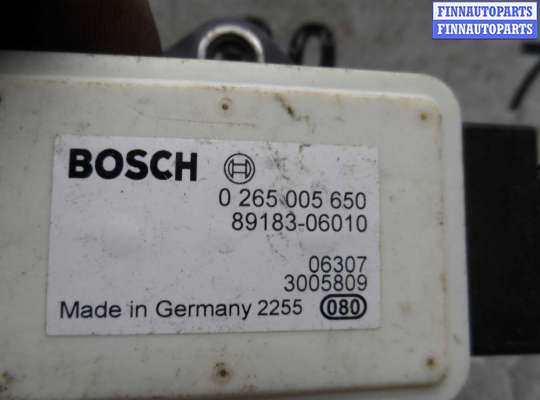 FINNAUTOPARTS
FINNAUTOPARTS
BOSCH
0 265 005 650
89183-06010
06307
3005809
Made in Germany 2255 080